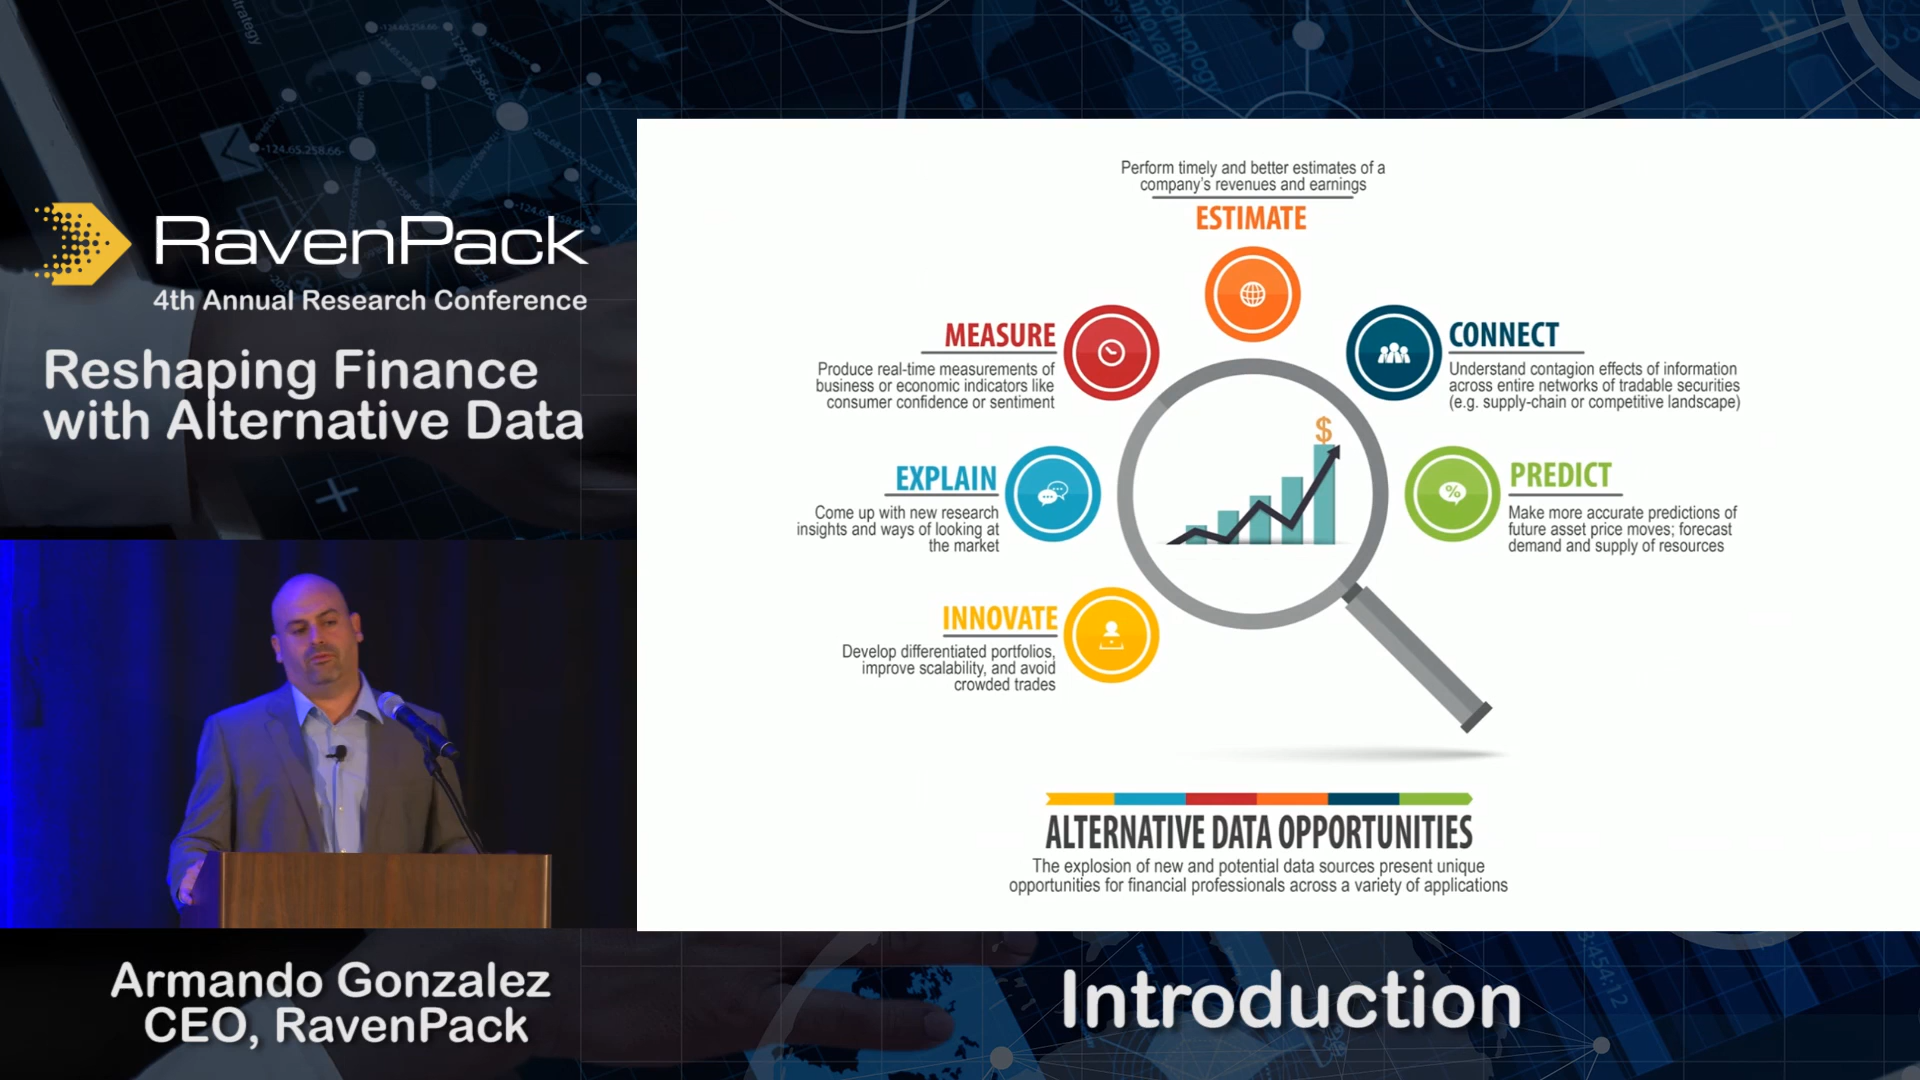 RavenPack
4th Annual Research Conference
Reshaping Finance
with Alternative Data
Perform timely and better estimates of a
company's revenues and earnings
ESTIMATE
MEASURE
Produce real-time measurements of
business or economic indicators like
consumer confidence or sentiment
CONNECT
Understand contagion effects of information
across entire networks of tradable securities
(e.g. supply-chain or competitive landscape)
$
EXPLAIN
Come up with new research
insights and ways of looking at
the market
PREDICT
%
Make more accurate predictions of
future asset price moves; forecast
demand and supply of resources
INNOVATE
Develop differentiated portfolios,
improve scalability, and avoid
crowded trades
ALTERNATIVE DATA OPPORTUNITIES
The explosion of new and potential data sources present unique
opportunities for financial professionals across a variety of applications
Armando Gonzalez
CEO, RavenPack
Introduction